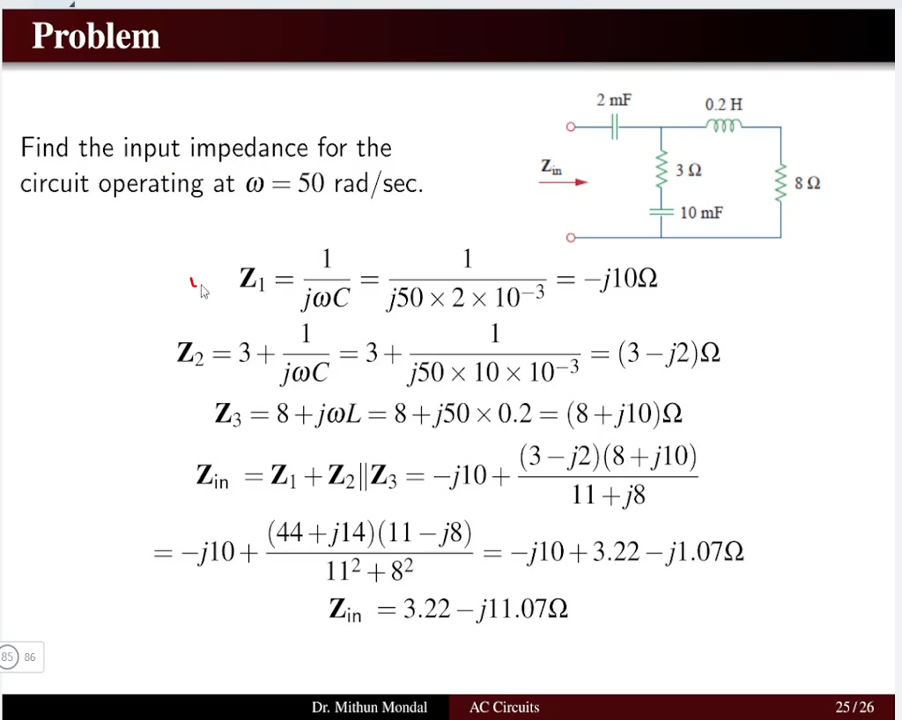 Problem
Find the input impedance for the
circuit operating at ω = 50 rad/sec.
2 mF
0.2 H
Zin
3 Ω
8 Ω
10 mF
Z₁ = 1/(jωC) = 1/(j50 × 2 × 10⁻³) = −j10Ω
Z₂ = 3 + 1/(jωC) = 3 + 1/(j50 × 10 × 10⁻³) = (3 − j2)Ω
Z₃ = 8 + jωL = 8 + j50 × 0.2 = (8 + j10)Ω
Zin = Z₁ + Z₂‖Z₃ = −j10 + (3 − j2)(8 + j10)/(11 + j8)
= −j10 + (44 + j14)(11 − j8)/(11² + 8²) = −j10 + 3.22 − j1.07Ω
Zin = 3.22 − j11.07Ω
85 86
Dr. Mithun Mondal AC Circuits 25 / 26